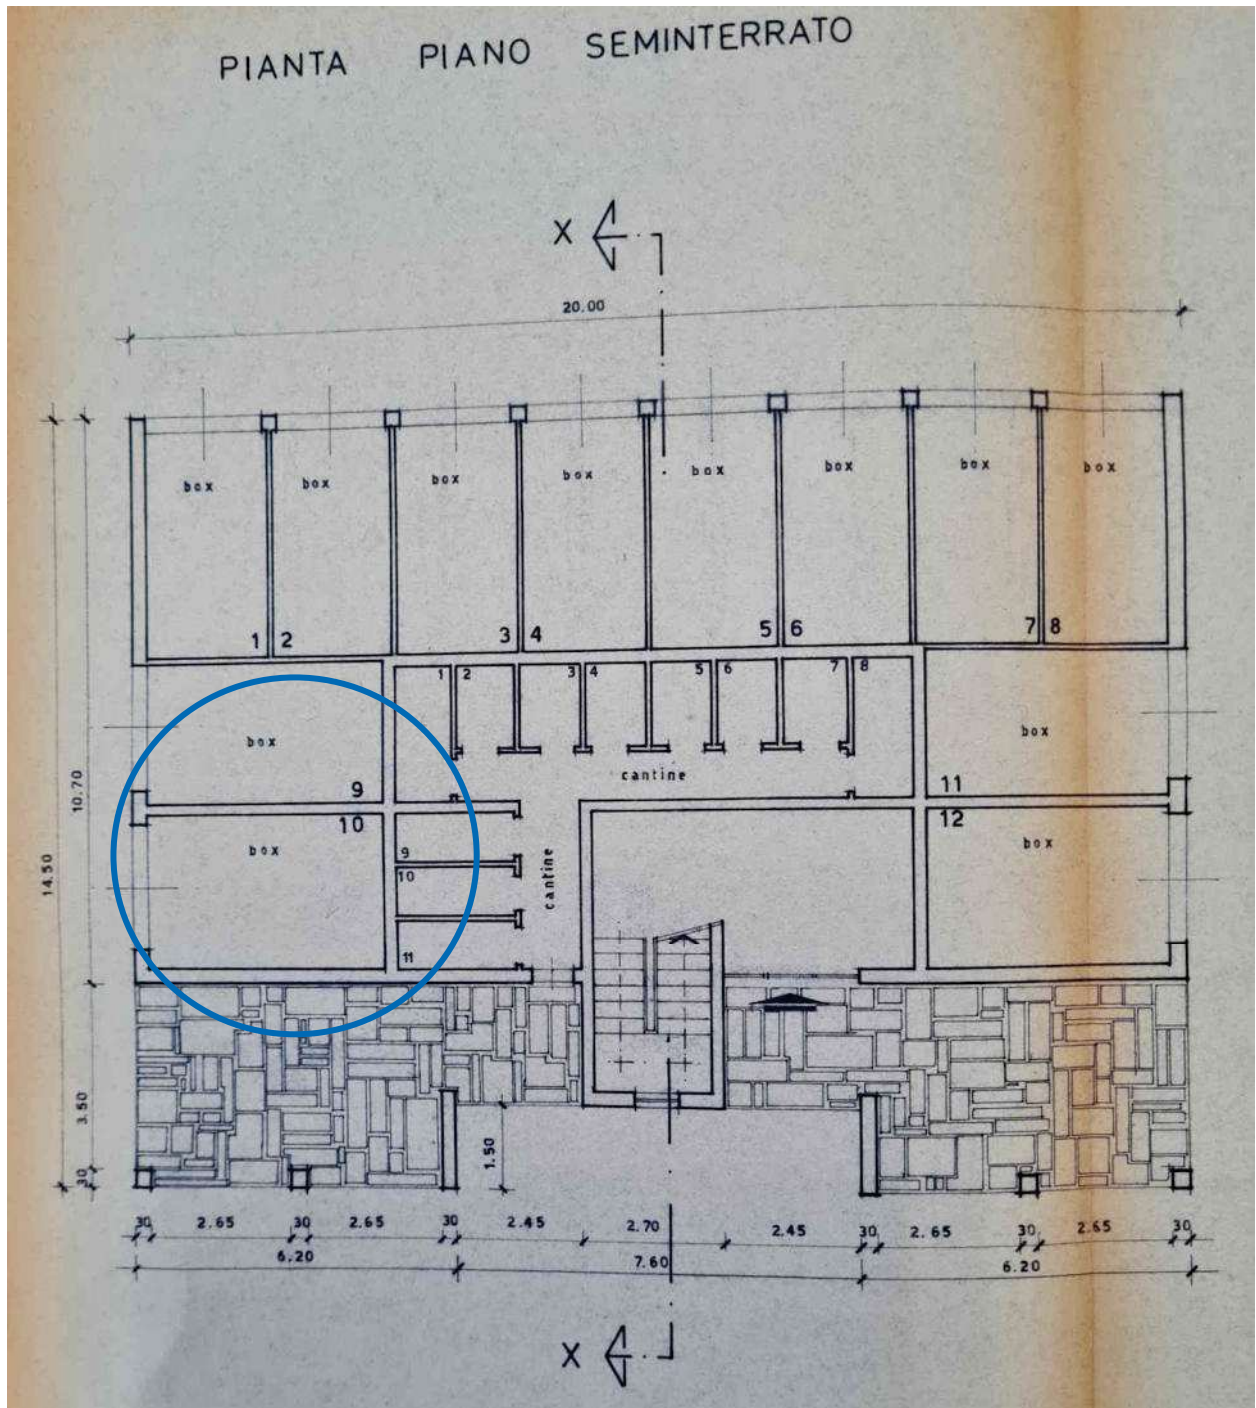 PIANTA PIANO SEMINTERRATO
X
20.00
box box box box box box box box
1 2 3 4 5 6 7 8
1 2 3 4 5 6 7 8
box
box
cantine
9
11
10
12
box
box
cantine
9
10
11
10.70
14.50
3.50
30
1.50
30 2.65 30 2.65 30 2.45 2.70 2.45 30 2.65 30 2.65 30
6.20 7.60 6.20
X